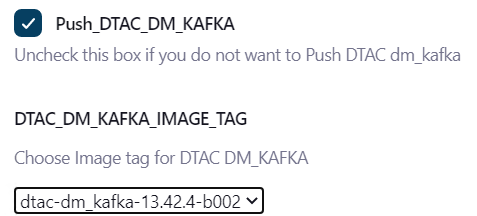 Push_DTAC_DM_KAFKA
Uncheck this box if you do not want to Push DTAC dm_kafka
DTAC_DM_KAFKA_IMAGE_TAG
Choose Image tag for DTAC DM_KAFKA
dtac-dm_kafka-13.42.4-b002